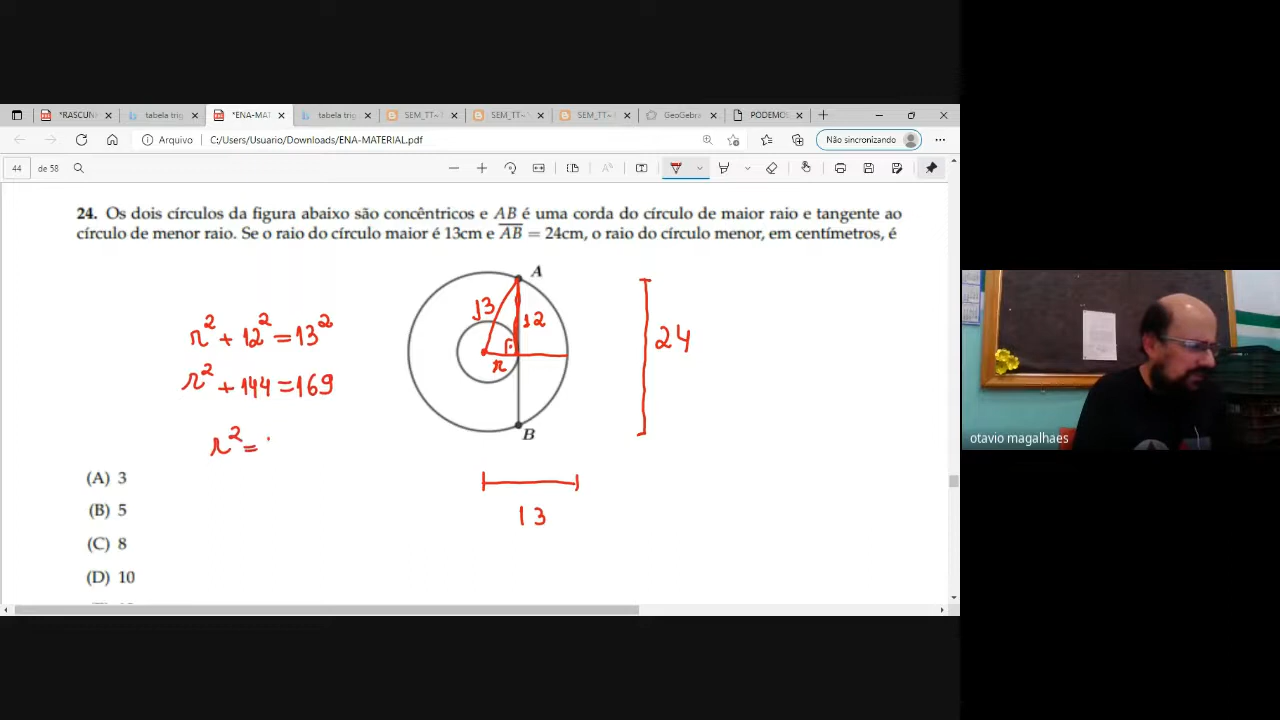 *RASCUN
tabela trig
*ENA-MAT
tabela trig
SEM_TT~
SEM_TT~
SEM_TT~
GeoGebra
PODEMOS
Arquivo
C:/Users/Usuario/Downloads/ENA-MATERIAL.pdf
Não sincronizando
44 de 58
24. Os dois círculos da figura abaixo são concêntricos e AB é uma corda do círculo de maior raio e tangente ao
círculo de menor raio. Se o raio do círculo maior é 13cm e AB = 24cm, o raio do círculo menor, em centímetros, é
A
13
12
r
B
24
13
r² + 12² = 13²
r² + 144 = 169
r² =
(A) 3
(B) 5
(C) 8
(D) 10
otavio magalhaes